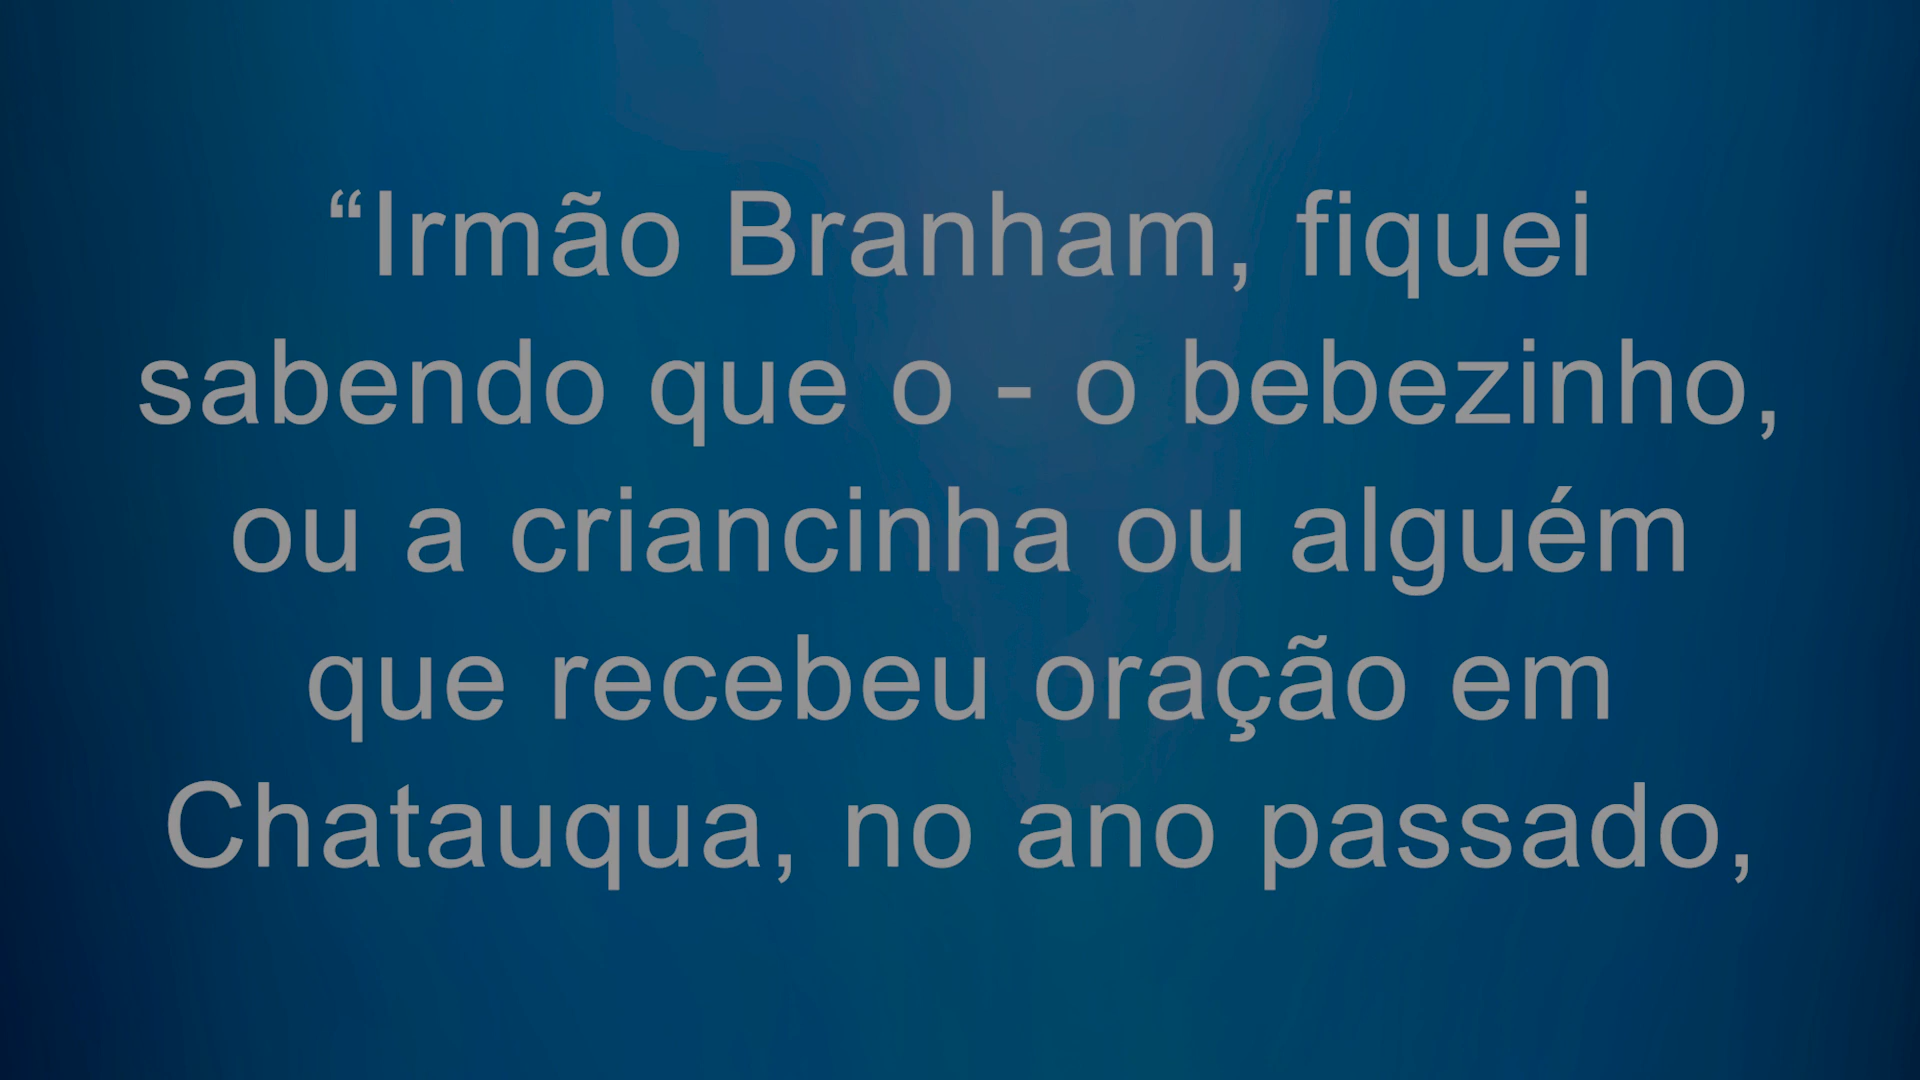 “Irmão Branham, fiquei
sabendo que o - o bebezinho,
ou a criancinha ou alguém
que recebeu oração em
Chatauqua, no ano passado,